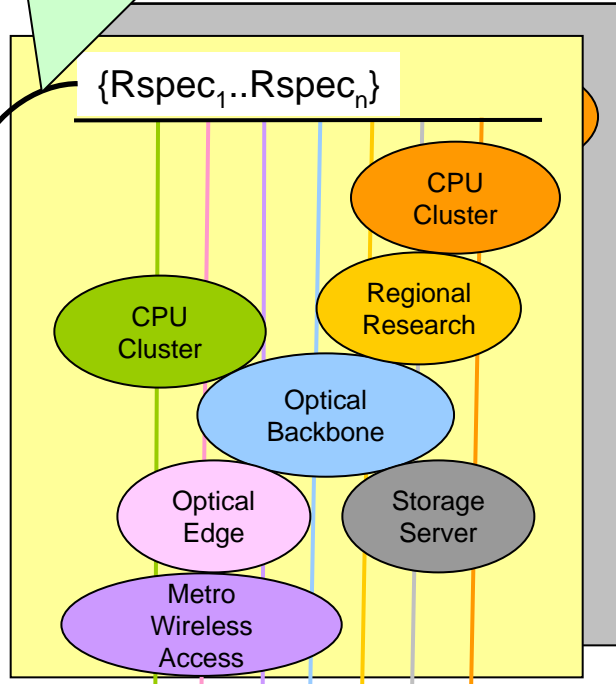 {Rspec₁..Rspecₙ}
CPU
Cluster
Regional
Research
CPU
Cluster
Optical
Backbone
Optical
Edge
Storage
Server
Metro
Wireless
Access